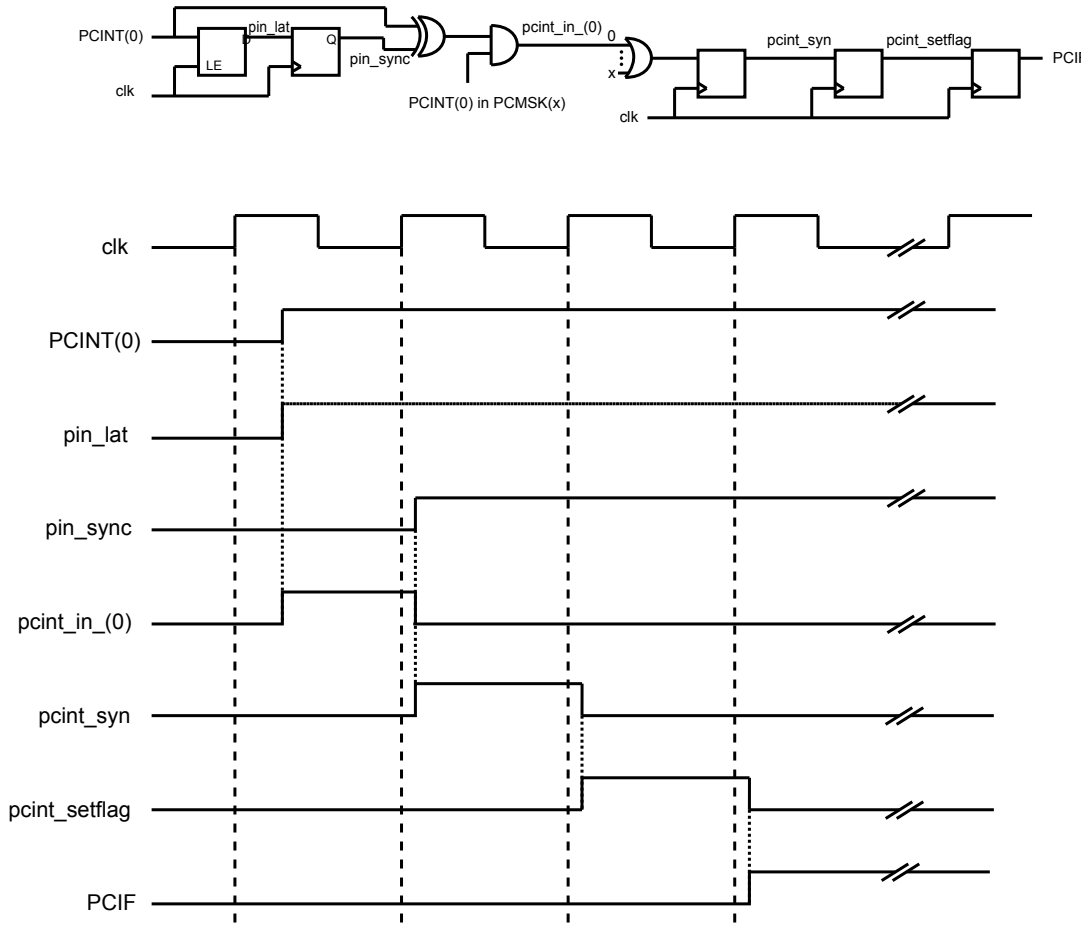 PCINT(0)
pin_lat
D
LE
Q
pin_sync
clk
pcint_in_(0)
0
x
PCINT(0) in PCMSK(x)
pcint_syn
pcint_setflag
PCIF
clk
clk
PCINT(0)
pin_lat
pin_sync
pcint_in_(0)
pcint_syn
pcint_setflag
PCIF